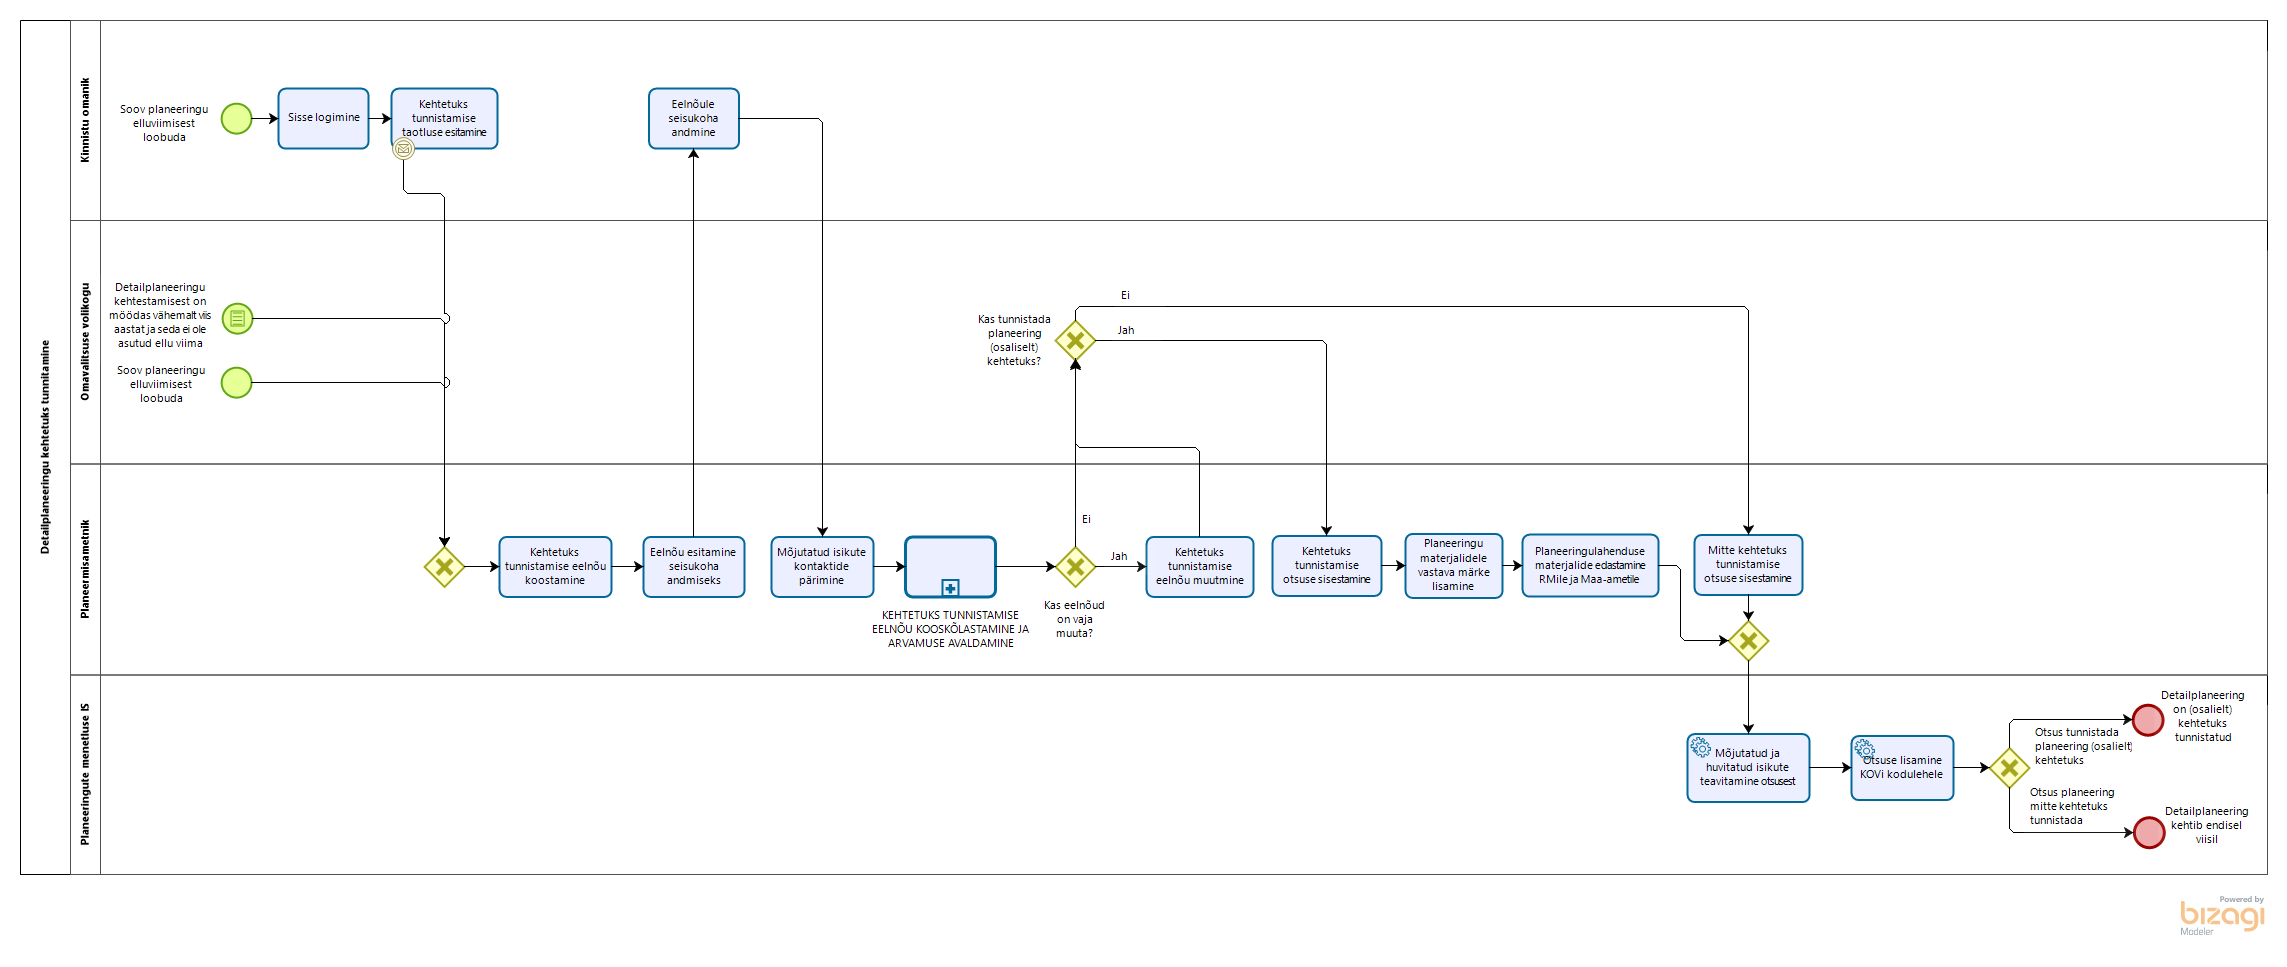 Detailplaneeringu kehtetuks tunnitamine
Kinnistu omanik
Soov planeeringu
elluviimisest
loobuda
Sisse logimine
Kehtetuks
tunnistamise
taotluse esitamine
Eelnõule
seisukoha
andmine
Omavalitsuse volikogu
Detailplaneeringu
kehtestamisest on
möödas vähemalt viis
aastat ja seda ei ole
asutud ellu viima
Soov planeeringu
elluviimisest
loobuda
Kas tunnistada
planeering
(osaliselt)
kehtetuks?
Ei
Jah
Planeermisametnik
Kehtetuks
tunnistamise eelnõu
koostamine
Eelnõu esitamine
seisukoha
andmiseks
Mõjutatud isikute
kontaktide
pärimine
KEHTETUKS TUNNISTAMISE
EELNÕU KOOSKÕLASTAMINE JA
ARVAMUSE AVALDAMINE
Ei
Jah
Kas eelnõud
on vaja
muuta?
Kehtetuks
tunnistamise
eelnõu muutmine
Kehtetuks
tunnistamise
otsuse sisestamine
Planeeringu
materjalidele
vastava märke
lisamine
Planeeringulahenduse
materjalide edastamine
RMile ja Maa-ametile
Mitte kehtetuks
tunnistamise
otsuse sisestamine
Planeeringute menetluse IS
Mõjutatud ja
huvitatud isikute
teavitamine otsusest
Otsuse lisamine
KOVi kodulehele
Otsus tunnistada
planeering (osalielt)
kehtetuks
Otsus planeering
mitte kehtetuks
tunnistada
Detailplaneering
on (osalielt)
kehtetuks
tunnistatud
Detailplaneering
kehtib endisel
viisil
Powered by
bizagi
Modeler